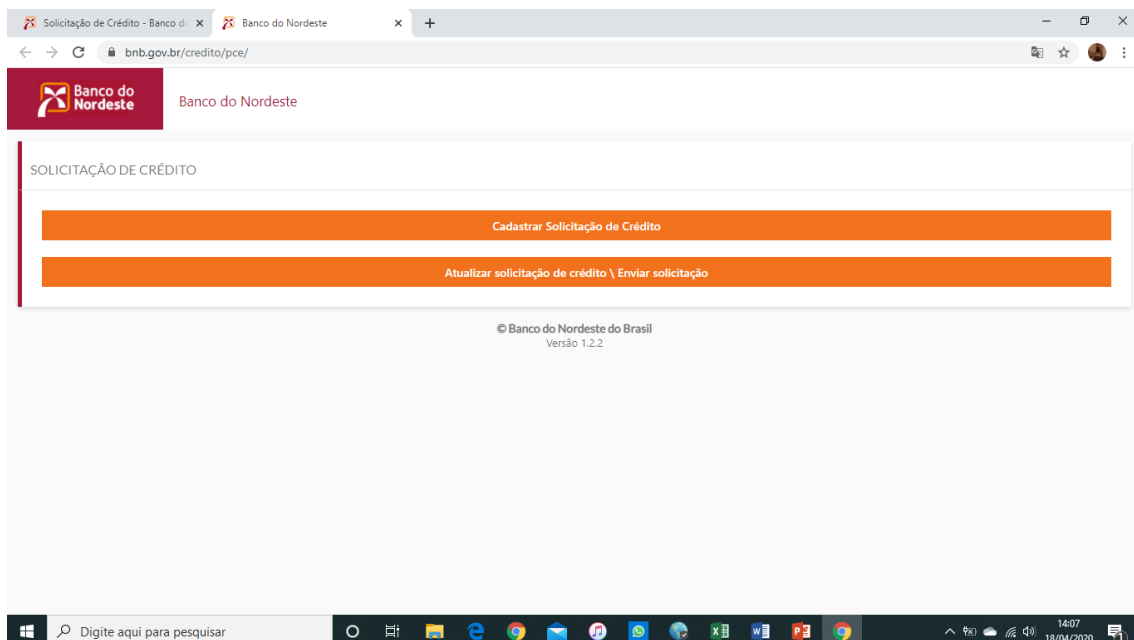 Solicitação de Crédito - Banco do
Banco do Nordeste
bnb.gov.br/credito/pce/
Banco do
Nordeste
Banco do Nordeste
SOLICITAÇÃO DE CRÉDITO
Cadastrar Solicitação de Crédito
Atualizar solicitação de crédito \ Enviar solicitação
© Banco do Nordeste do Brasil
Versão 1.2.2
Digite aqui para pesquisar
14:07
18/04/2020